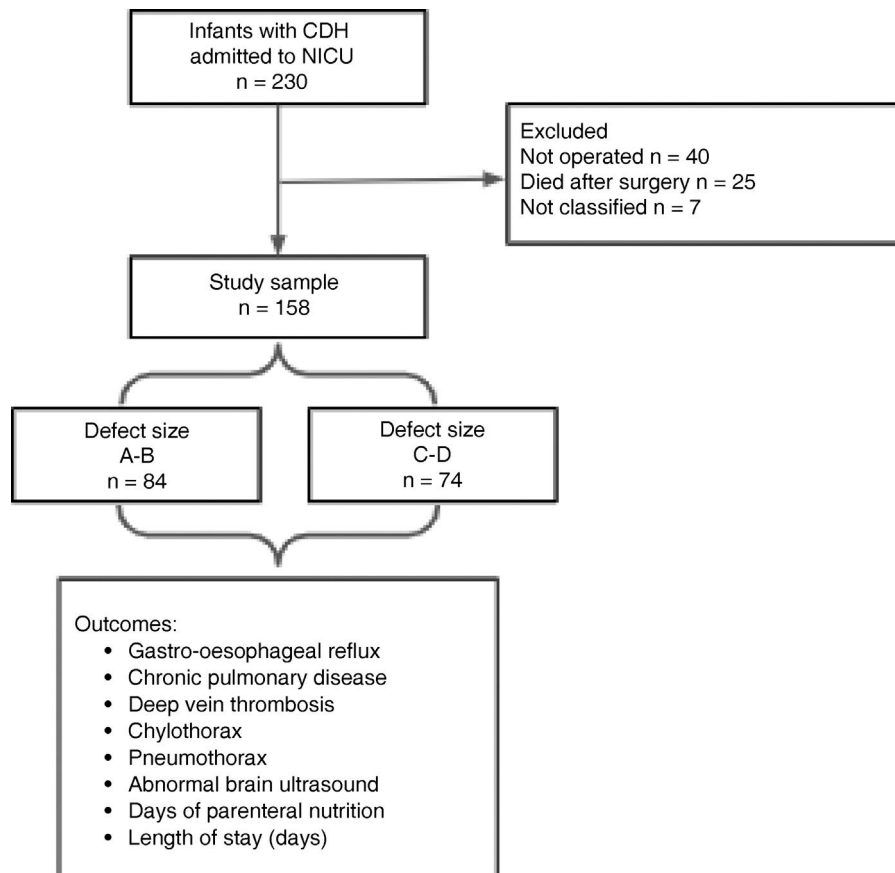 Infants with CDH
admitted to NICU
n = 230
Excluded
Not operated n = 40
Died after surgery n = 25
Not classified n = 7
Study sample
n = 158
Defect size
A-B
n = 84
Defect size
C-D
n = 74
Outcomes:
• Gastro-oesophageal reflux
• Chronic pulmonary disease
• Deep vein thrombosis
• Chylothorax
• Pneumothorax
• Abnormal brain ultrasound
• Days of parenteral nutrition
• Length of stay (days)